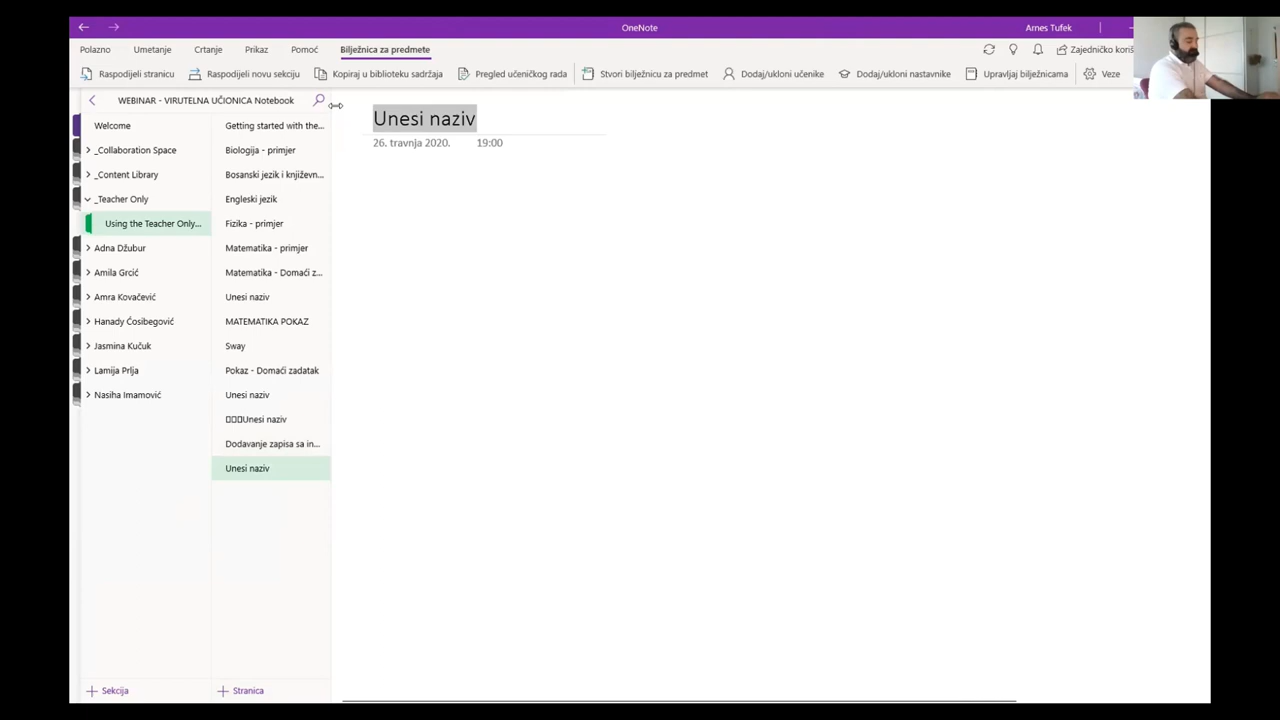 OneNote
Arnes Tufek
Polazno
Umetanje
Crtanje
Prikaz
Pomoć
Bilježnica za predmete
Zajedničko koriš
Raspodijeli stranicu
Raspodijeli novu sekciju
Kopiraj u biblioteku sadržaja
Pregled učeničkog rada
Stvori bilježnicu za predmet
Dodaj/ukloni učenike
Dodaj/ukloni nastavnike
Upravljaj bilježnicama
Veze
WEBINAR - VIRUTELNA UČIONICA Notebook
Welcome
_Collaboration Space
_Content Library
_Teacher Only
Using the Teacher Only...
Adna Džubur
Amila Grcić
Amra Kovačević
Hanady Ćosibegović
Jasmina Kučuk
Lamija Prlja
Nasiha Imamović
Sekcija
Getting started with the...
Biologija - primjer
Bosanski jezik i književn...
Engleski jezik
Fizika - primjer
Matematika - primjer
Matematika - Domaći z...
Unesi naziv
MATEMATIKA POKAZ
Sway
Pokaz - Domaći zadatak
Unesi naziv
▯▯▯Unesi naziv
Dodavanje zapisa sa in...
Unesi naziv
Stranica
Unesi naziv
26. travnja 2020. 19:00